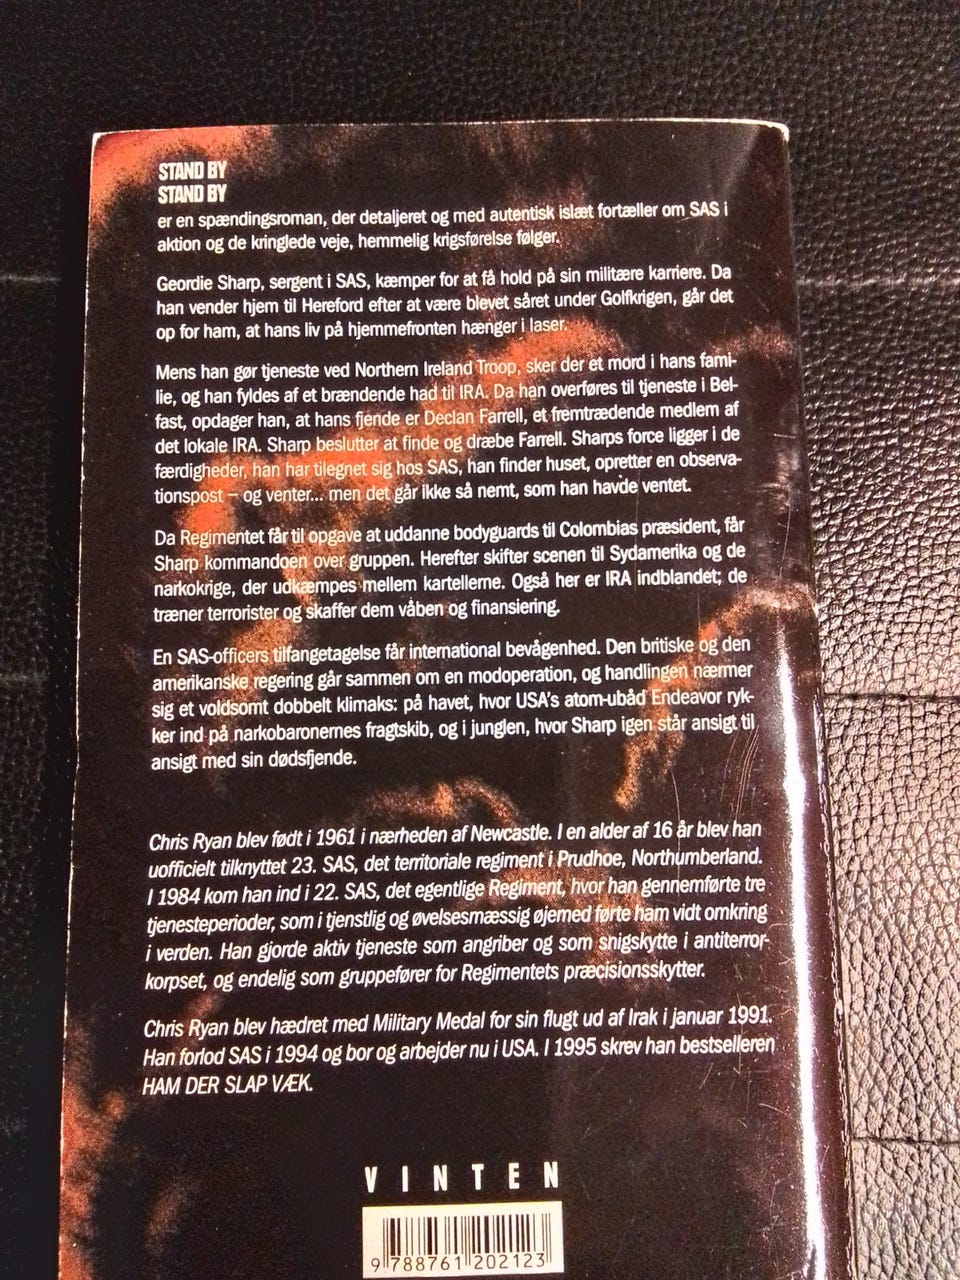 STAND BY
STAND BY
er en spændingsroman, der detaljeret og med autentisk islæt fortæller om SAS i
aktion og de kringlede veje, hemmelig krigsførelse følger.
Geordie Sharp, sergent i SAS, kæmper for at få hold på sin militære karriere. Da
han vender hjem til Hereford efter at være blevet såret under Golfkrigen, går det
op for ham, at hans liv på hjemmefronten hænger i laser.
Mens han gør tjeneste ved Northern Ireland Troop, sker der et mord i hans fami-
lie, og han fyldes af et brændende had til IRA. Da han overføres til tjeneste i Bel-
fast, opdager han, at hans fjende er Declan Farrell, et fremtrædende medlem af
det lokale IRA. Sharp beslutter at finde og dræbe Farrell. Sharps force ligger i de
færdigheder, han har tilegnet sig hos SAS, han finder huset, opretter en observa-
tionspost – og venter... men det går ikke så nemt, som han havde ventet.
Da Regimentet får til opgave at uddanne bodyguards til Colombias præsident, får
Sharp kommandoen over gruppen. Herefter skifter scenen til Sydamerika og de
narkokrige, der udkæmpes mellem kartellerne. Også her er IRA indblandet; de
træner terrorister og skaffer dem våben og finansiering.
En SAS-officers tilfangetagelse får international bevågenhed. Den britiske og den
amerikanske regering går sammen om en modoperation, og handlingen nærmer
sig et voldsomt dobbelt klimaks: på havet, hvor USA's atom-ubåd Endeavor ryk-
ker ind på narkobaronernes fragtskib, og i junglen, hvor Sharp igen står ansigt til
ansigt med sin dødsfjende.
Chris Ryan blev født i 1961 i nærheden af Newcastle. I en alder af 16 år blev han
uofficielt tilknyttet 23. SAS, det territoriale regiment i Prudhoe, Northumberland.
I 1984 kom han ind i 22. SAS, det egentlige Regiment, hvor han gennemførte tre
tjenesteperioder, som i tjenstlig og øvelsesmæssig øjemed førte ham vidt omkring
i verden. Han gjorde aktiv tjeneste som angriber og som snigskytte i antiterror-
korpset, og endelig som gruppefører for Regimentets præcisionsskytter.
Chris Ryan blev hædret med Military Medal for sin flugt ud af Irak i januar 1991.
Han forlod SAS i 1994 og bor og arbejder nu i USA. I 1995 skrev han bestselleren
HAM DER SLAP VÆK.
VINTEN
9 788761 202123